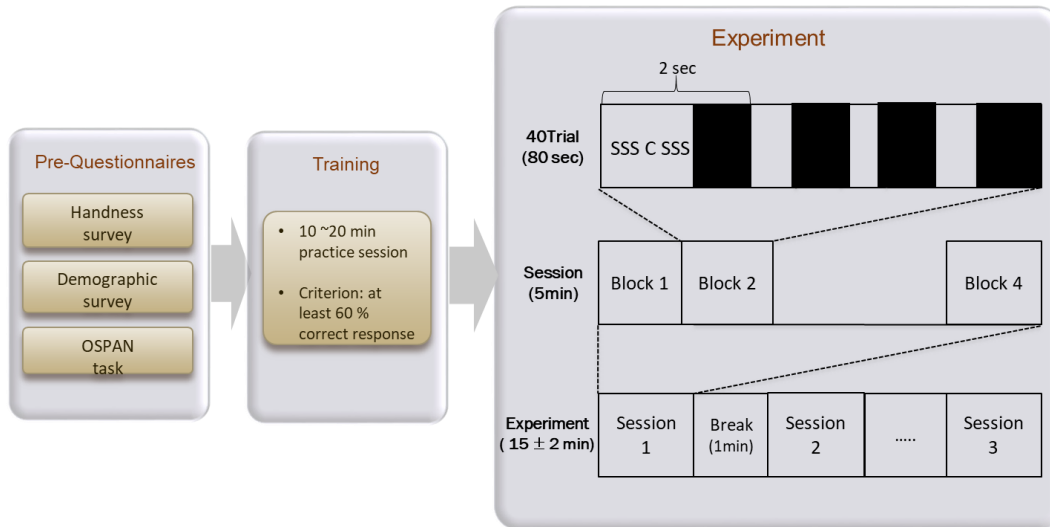 Pre-Questionnaires
Handness
survey
Demographic
survey
OSPAN
task
Training
• 10 ~20 min
practice session
• Criterion: at
least 60 %
correct response
Experiment
2 sec
40Trial
(80 sec)
SSS C SSS
Session
(5min)
Block 1
Block 2
Block 4
Experiment
( 15 ± 2 min)
Session
1
Break
(1min)
Session
2
.....
Session
3